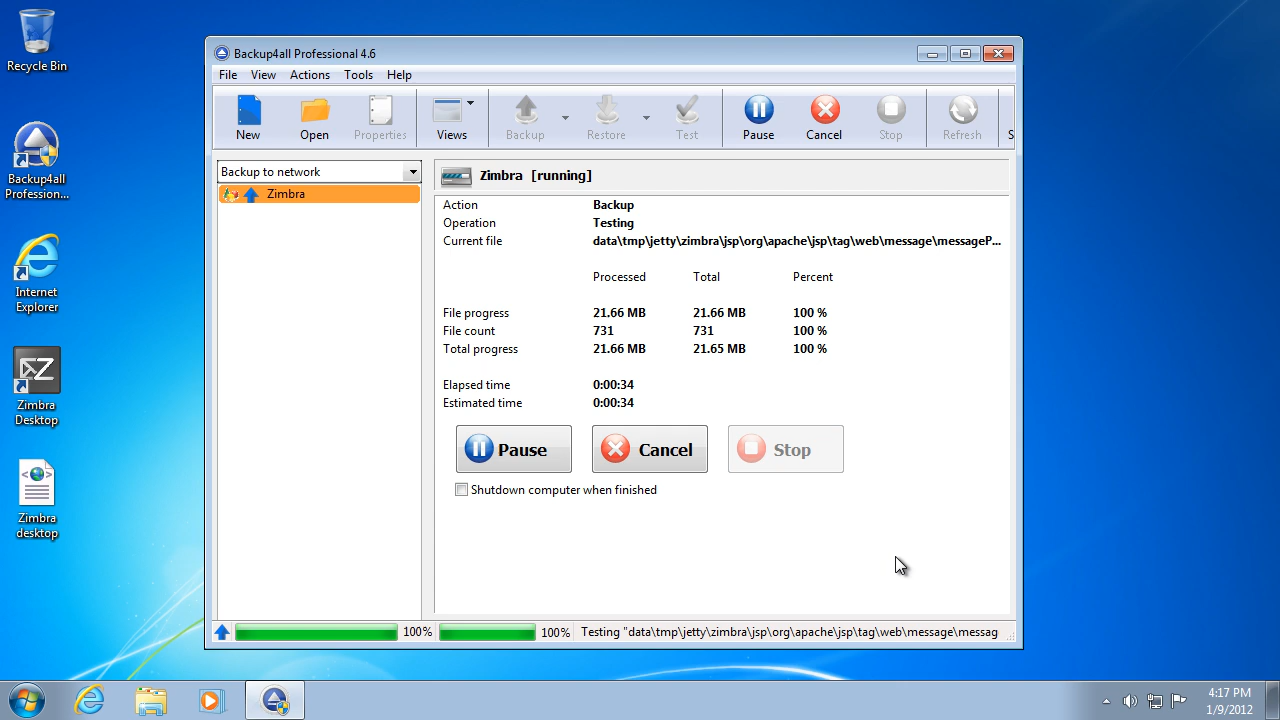 Recycle Bin
Backup4all
Profession...
Internet
Explorer
Zimbra
Desktop
Zimbra
desktop
Backup4all Professional 4.6
File View Actions Tools Help
New Open Properties Views Backup Restore Test Pause Cancel Stop Refresh S
Backup to network
Zimbra
Zimbra [running]
Action Backup
Operation Testing
Current file data\tmp\jetty\zimbra\jsp\org\apache\jsp\tag\web\message\messageP...
Processed Total Percent
File progress 21.66 MB 21.66 MB 100 %
File count 731 731 100 %
Total progress 21.66 MB 21.65 MB 100 %
Elapsed time 0:00:34
Estimated time 0:00:34
Pause Cancel Stop
Shutdown computer when finished
100% 100% Testing "data\tmp\jetty\zimbra\jsp\org\apache\jsp\tag\web\message\messag
4:17 PM
1/9/2012